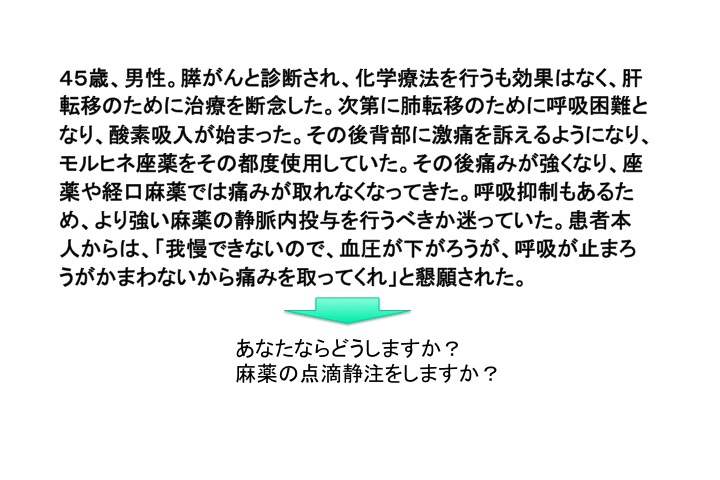 ４５歳、男性。膵がんと診断され、化学療法を行うも効果はなく、肝
転移のために治療を断念した。次第に肺転移のために呼吸困難と
なり、酸素吸入が始まった。その後背部に激痛を訴えるようになり、
モルヒネ座薬をその都度使用していた。その後痛みが強くなり、座
薬や経口麻薬では痛みが取れなくなってきた。呼吸抑制もあるた
め、より強い麻薬の静脈内投与を行うべきか迷っていた。患者本
人からは、「我慢できないので、血圧が下がろうが、呼吸が止まろ
うがかまわないから痛みを取ってくれ」と懇願された。
あなたならどうしますか？
麻薬の点滴静注をしますか？